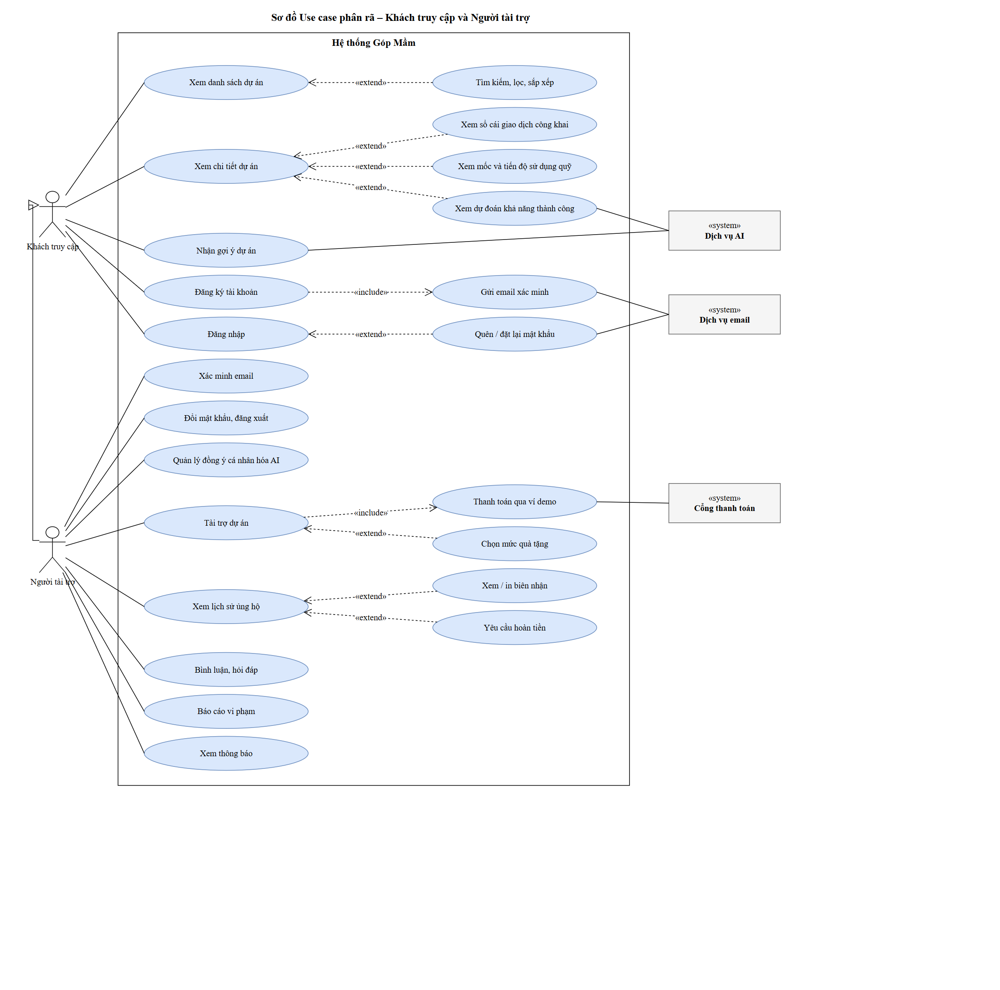 Sơ đồ Use case phân rã – Khách truy cập và Người tài trợ
Hệ thống Góp Mầm
Xem danh sách dự án
«extend»
Tìm kiếm, lọc, sắp xếp
Xem sổ cái giao dịch công khai
«extend»
Xem chi tiết dự án
«extend»
Xem mốc và tiến độ sử dụng quỹ
«extend»
Xem dự đoán khả năng thành công
«system»
Dịch vụ AI
Khách truy cập
Nhận gợi ý dự án
Đăng ký tài khoản
«include»
Gửi email xác minh
«system»
Dịch vụ email
Đăng nhập
«extend»
Quên / đặt lại mật khẩu
Xác minh email
Đổi mật khẩu, đăng xuất
Quản lý đồng ý cá nhân hóa AI
Thanh toán qua ví demo
«system»
Cổng thanh toán
«include»
Tài trợ dự án
«extend»
Chọn mức quà tặng
Người tài trợ
Xem / in biên nhận
«extend»
Xem lịch sử ủng hộ
«extend»
Yêu cầu hoàn tiền
Bình luận, hỏi đáp
Báo cáo vi phạm
Xem thông báo